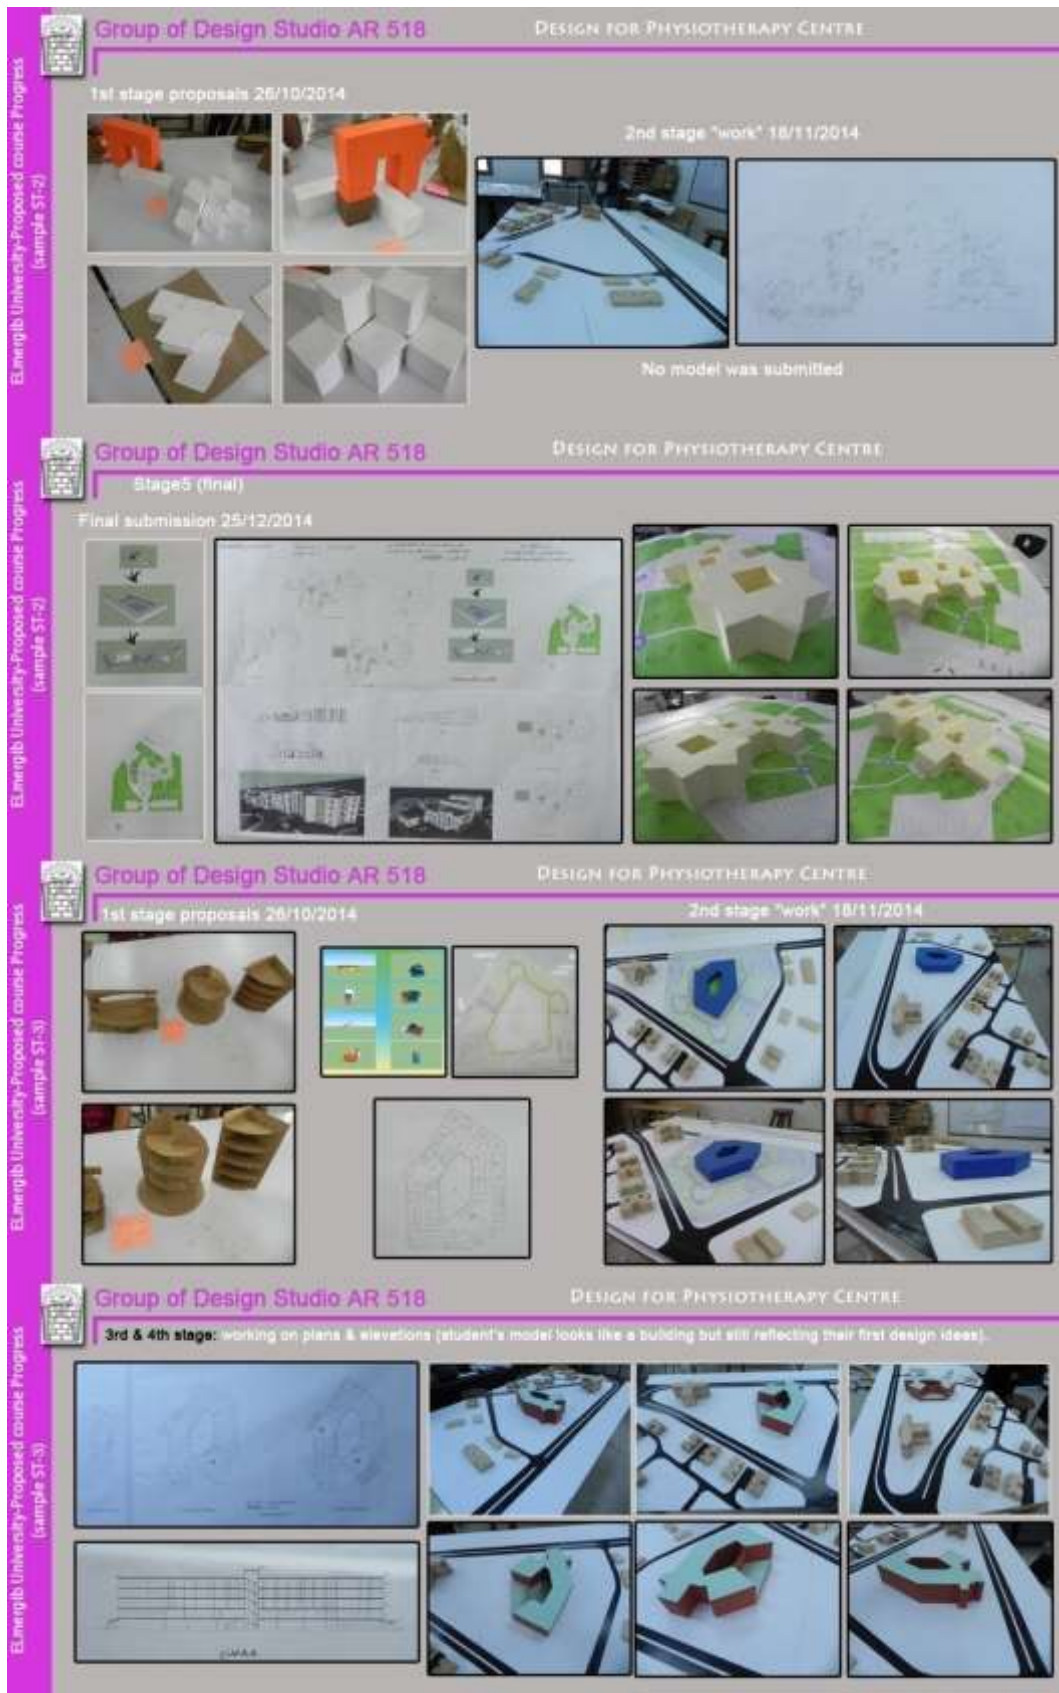 Group of Design Studio AR 518
DESIGN FOR PHYSIOTHERAPY CENTRE
ELmergib University-Proposed course Progress
(sample ST-2)
1st stage proposals 26/10/2014
2nd stage "work" 18/11/2014
No model was submitted
Group of Design Studio AR 518
DESIGN FOR PHYSIOTHERAPY CENTRE
ELmergib University-Proposed course Progress
(sample ST-2)
Stage5 (final)
Final submission 25/12/2014
Group of Design Studio AR 518
DESIGN FOR PHYSIOTHERAPY CENTRE
ELmergib University-Proposed course Progress
(sample ST-3)
1st stage proposals 26/10/2014
2nd stage "work" 18/11/2014
Group of Design Studio AR 518
DESIGN FOR PHYSIOTHERAPY CENTRE
ELmergib University-Proposed course Progress
(sample ST-3)
3rd & 4th stage: working on plans & elevations (student's model looks like a building but still reflecting their first design ideas).